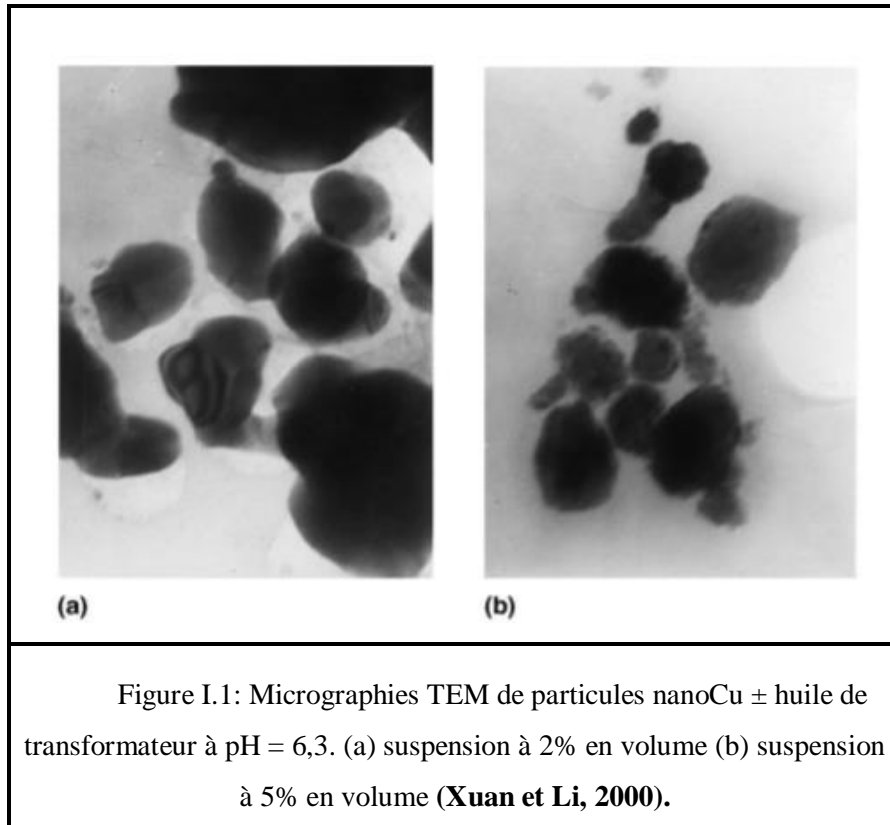 (a)
(b)
Figure I.1: Micrographies TEM de particules nanoCu ± huile de
transformateur à pH = 6,3. (a) suspension à 2% en volume (b) suspension
à 5% en volume (Xuan et Li, 2000).